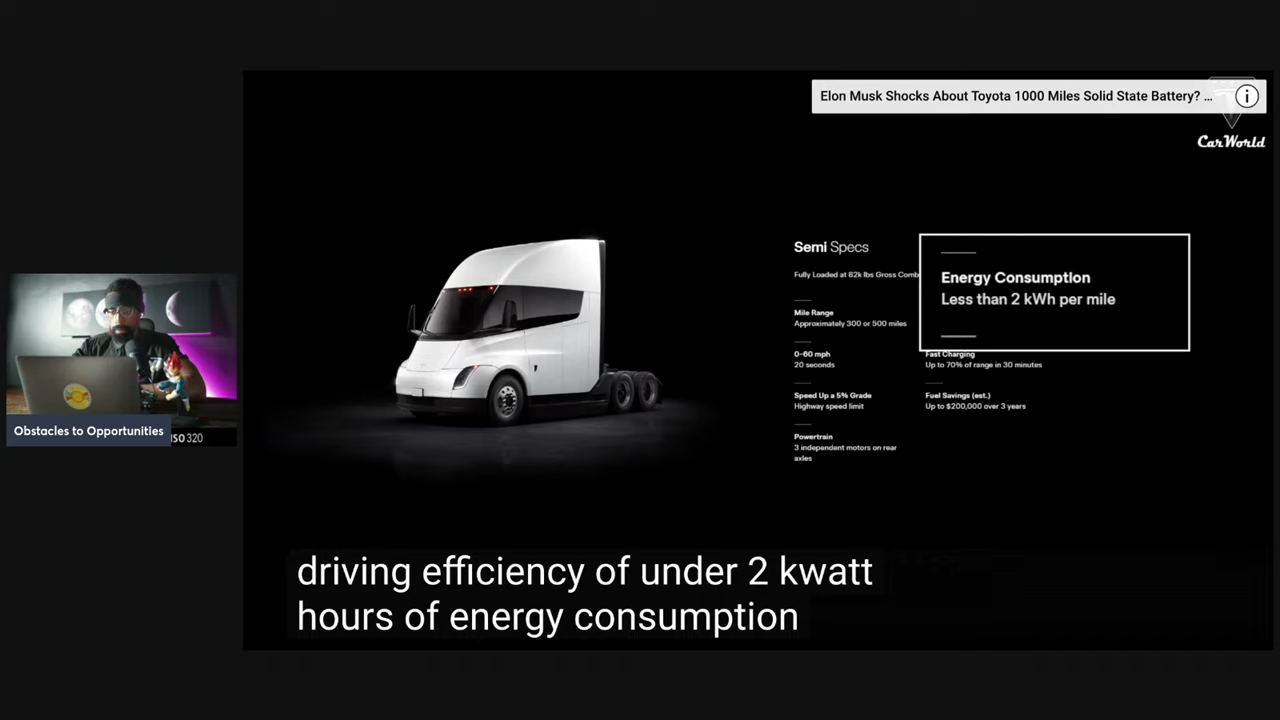 Elon Musk Shocks About Toyota 1000 Miles Solid State Battery? ...
CarWorld
Semi Specs
Fully Loaded at 82k lbs Gross Comb
Energy Consumption
Less than 2 kWh per mile
Mile Range
Approximately 300 or 500 miles
0-60 mph
20 seconds
Fast Charging
Up to 70% of range in 30 minutes
Speed Up a 5% Grade
Highway speed limit
Fuel Savings (est.)
Up to $200,000 over 3 years
Powertrain
3 independent motors on rear
axles
Obstacles to Opportunities
ISO 320
driving efficiency of under 2 kwatt
hours of energy consumption